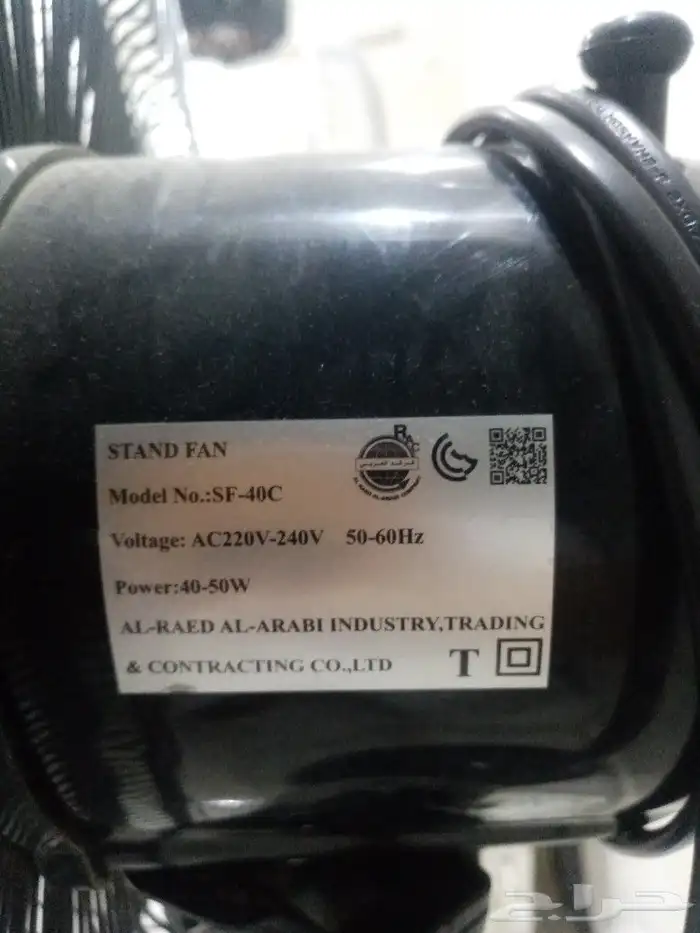 STAND FAN
Model No.:SF-40C
Voltage: AC220V-240V 50-60Hz
Power:40-50W
AL-RAED AL-ARABI INDUSTRY,TRADING
& CONTRACTING CO.,LTD
T
حراج